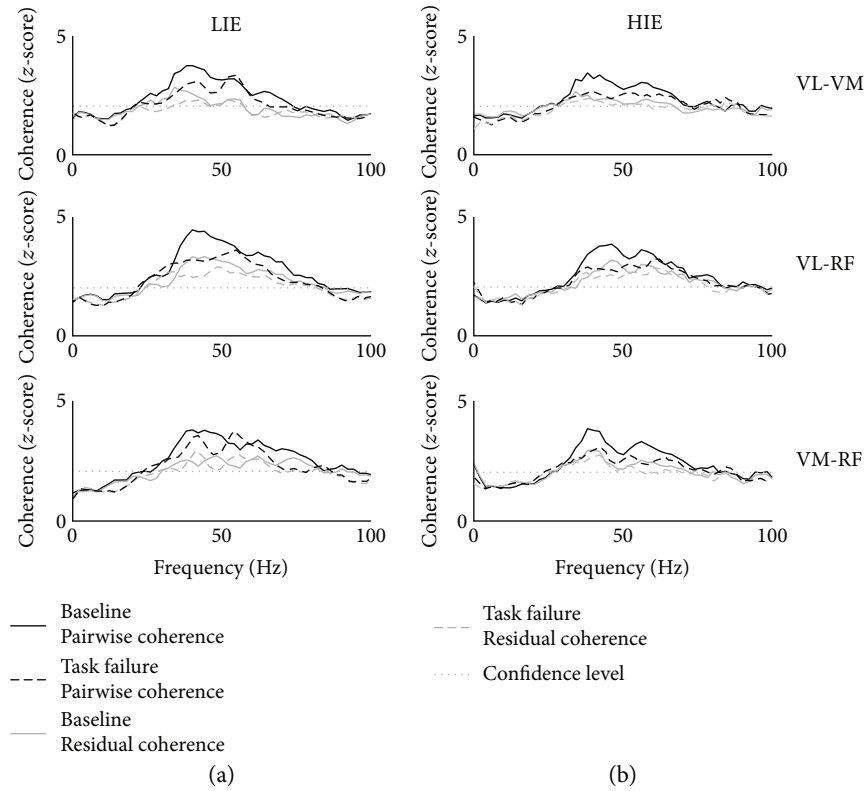 LIE
HIE
5
0
0
50
100
Coherence (z-score)
5
0
0
50
100
Coherence (z-score)
VL-VM
5
0
0
50
100
Coherence (z-score)
5
0
0
50
100
Coherence (z-score)
VL-RF
5
0
0
50
100
Coherence (z-score)
Frequency (Hz)
5
0
0
50
100
Coherence (z-score)
Frequency (Hz)
VM-RF
Baseline
Pairwise coherence
Task failure
Pairwise coherence
Baseline
Residual coherence
Task failure
Residual coherence
Confidence level
(a)
(b)